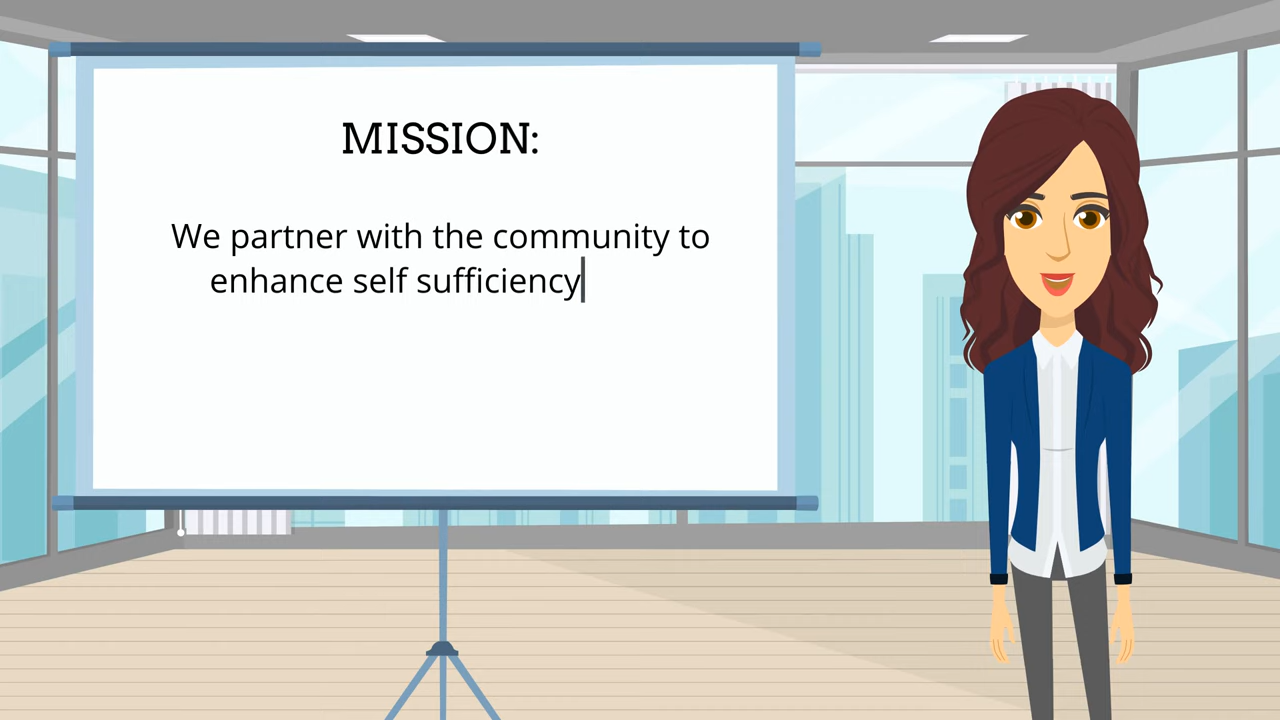 MISSION:
We partner with the community to
enhance self sufficiency